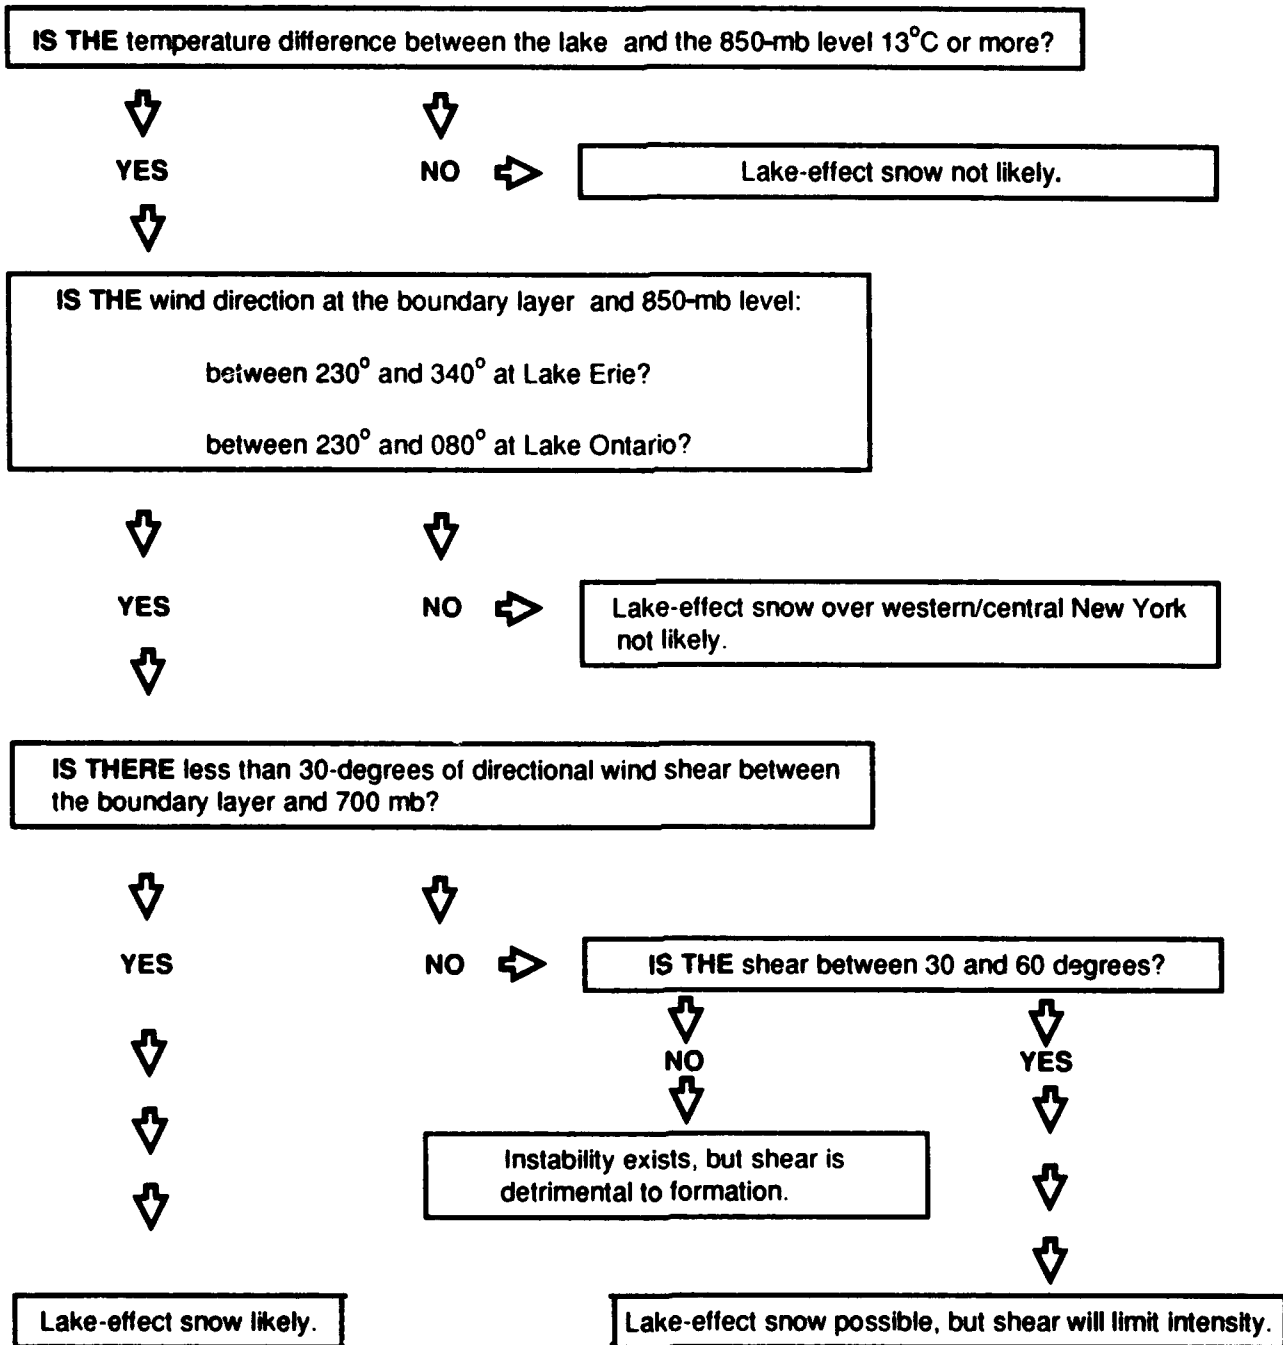 IS THE temperature difference between the lake and the 850-mb level 13°C or more?
YES
NO
Lake-effect snow not likely.
IS THE wind direction at the boundary layer and 850-mb level:
between 230° and 340° at Lake Erie?
between 230° and 080° at Lake Ontario?
YES
NO
Lake-effect snow over western/central New York
not likely.
IS THERE less than 30-degrees of directional wind shear between
the boundary layer and 700 mb?
YES
NO
IS THE shear between 30 and 60 degrees?
NO
YES
Instability exists, but shear is
detrimental to formation.
Lake-effect snow likely.
Lake-effect snow possible, but shear will limit intensity.